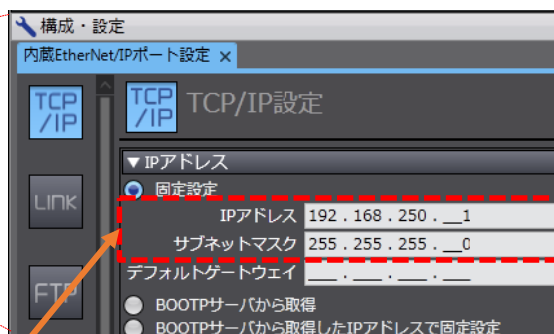 構成・設定
内蔵EtherNet/IPポート設定 ×
TCP
/IP
TCP
/IP
TCP/IP設定
▼IPアドレス
固定設定
IPアドレス 192 . 168 . 250 . __1
サブネットマスク 255 . 255 . 255 . __0
デフォルトゲートウェイ ___ . ___ . ___ . ___
BOOTPサーバから取得
BOOTPサーバから取得したIPアドレスで固定設定
LINK
FTP